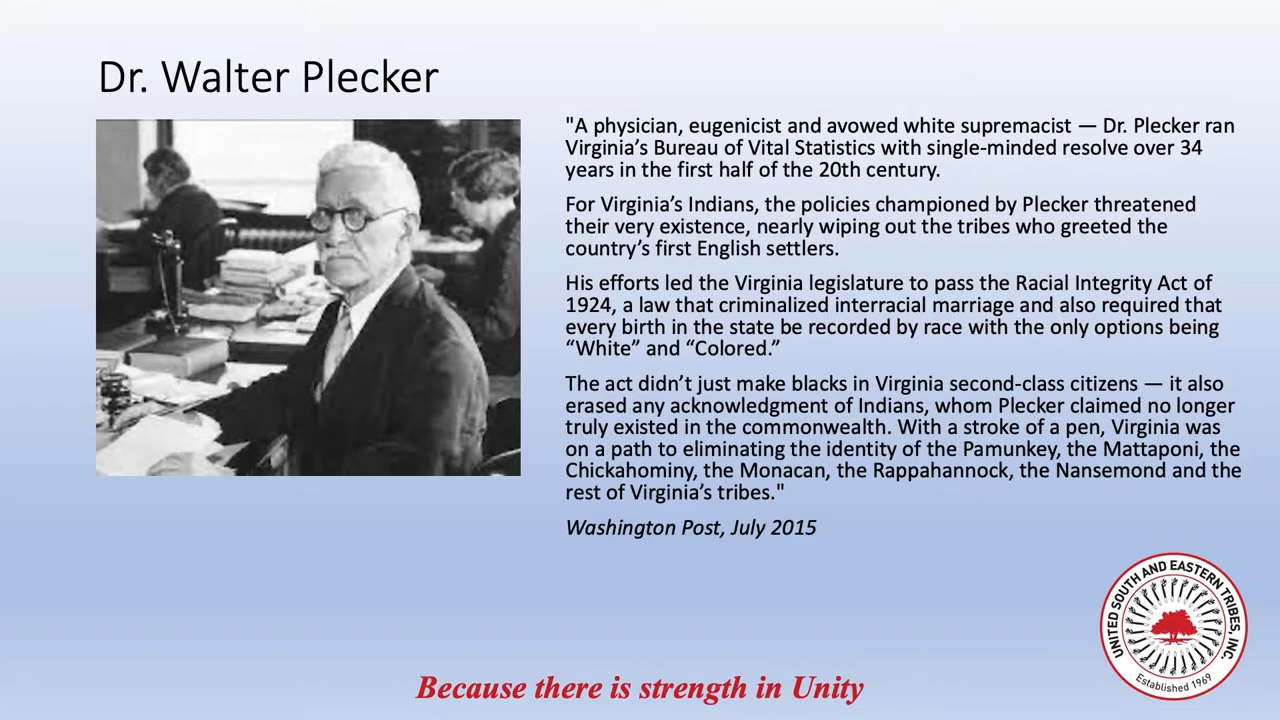 Dr. Walter Plecker
"A physician, eugenicist and avowed white supremacist — Dr. Plecker ran
Virginia’s Bureau of Vital Statistics with single-minded resolve over 34
years in the first half of the 20th century.
For Virginia’s Indians, the policies championed by Plecker threatened
their very existence, nearly wiping out the tribes who greeted the
country’s first English settlers.
His efforts led the Virginia legislature to pass the Racial Integrity Act of
1924, a law that criminalized interracial marriage and also required that
every birth in the state be recorded by race with the only options being
“White” and “Colored.”
The act didn’t just make blacks in Virginia second-class citizens — it also
erased any acknowledgment of Indians, whom Plecker claimed no longer
truly existed in the commonwealth. With a stroke of a pen, Virginia was
on a path to eliminating the identity of the Pamunkey, the Mattaponi, the
Chickahominy, the Monacan, the Rappahannock, the Nansemond and the
rest of Virginia’s tribes."
Washington Post, July 2015
UNITED SOUTH AND EASTERN TRIBES, INC.
Established 1969
Because there is strength in Unity